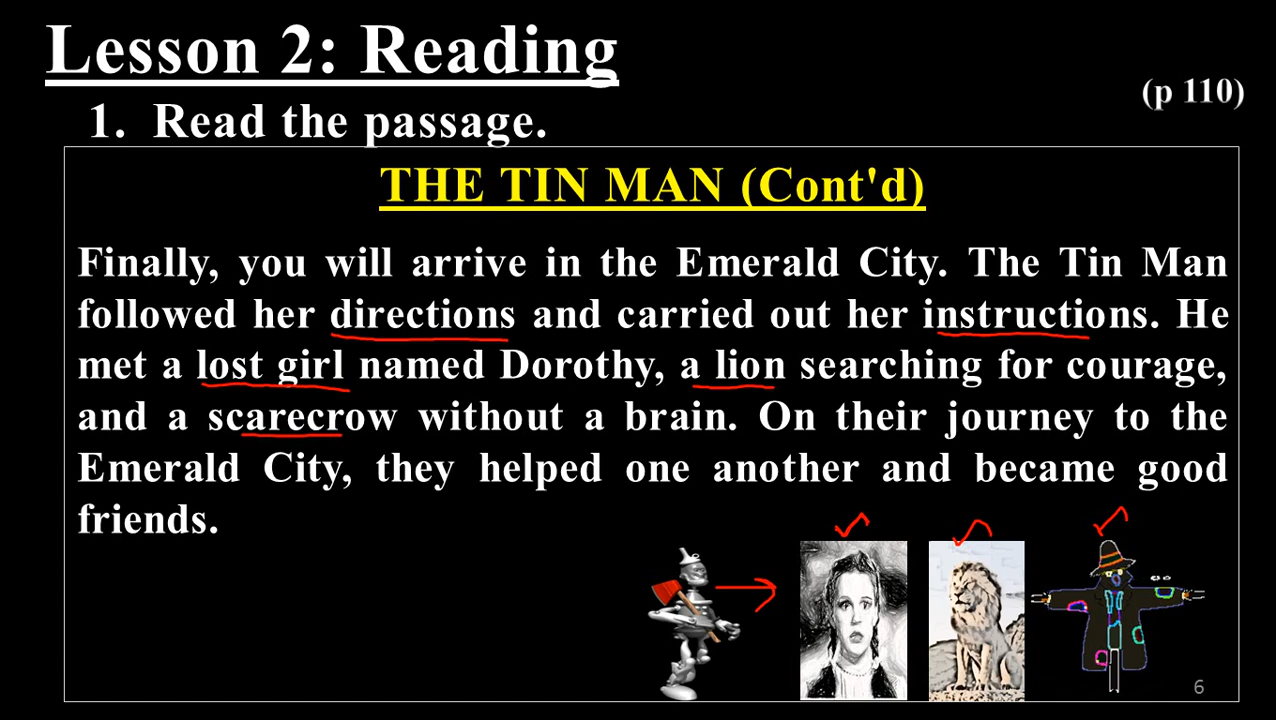 Lesson 2: Reading
(p 110)
1. Read the passage.
THE TIN MAN (Cont'd)
Finally, you will arrive in the Emerald City. The Tin Man
followed her directions and carried out her instructions. He
met a lost girl named Dorothy, a lion searching for courage,
and a scarecrow without a brain. On their journey to the
Emerald City, they helped one another and became good
friends.
6